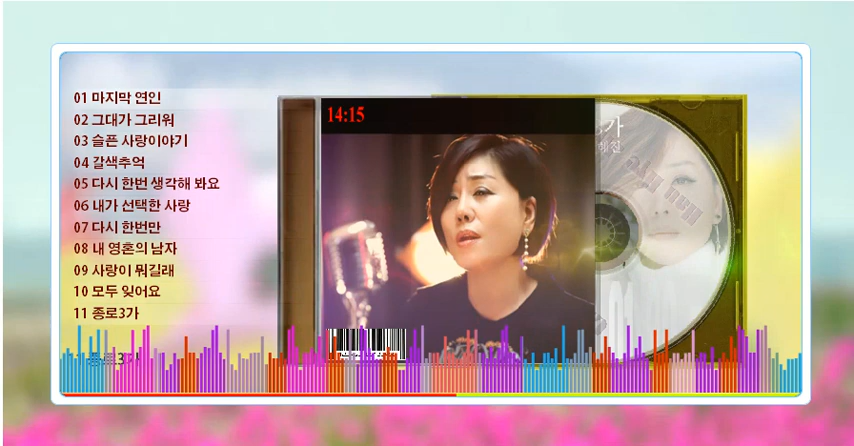 01 마지막 연인
02 그대가 그리워
03 슬픈 사랑이야기
04 갈색추억
05 다시 한번 생각해 봐요
06 내가 선택한 사랑
07 다시 한번만
08 내 영혼의 남자
09 사랑이 뭐길래
10 모두 잊어요
11 종로3가
14:15
가
혜진